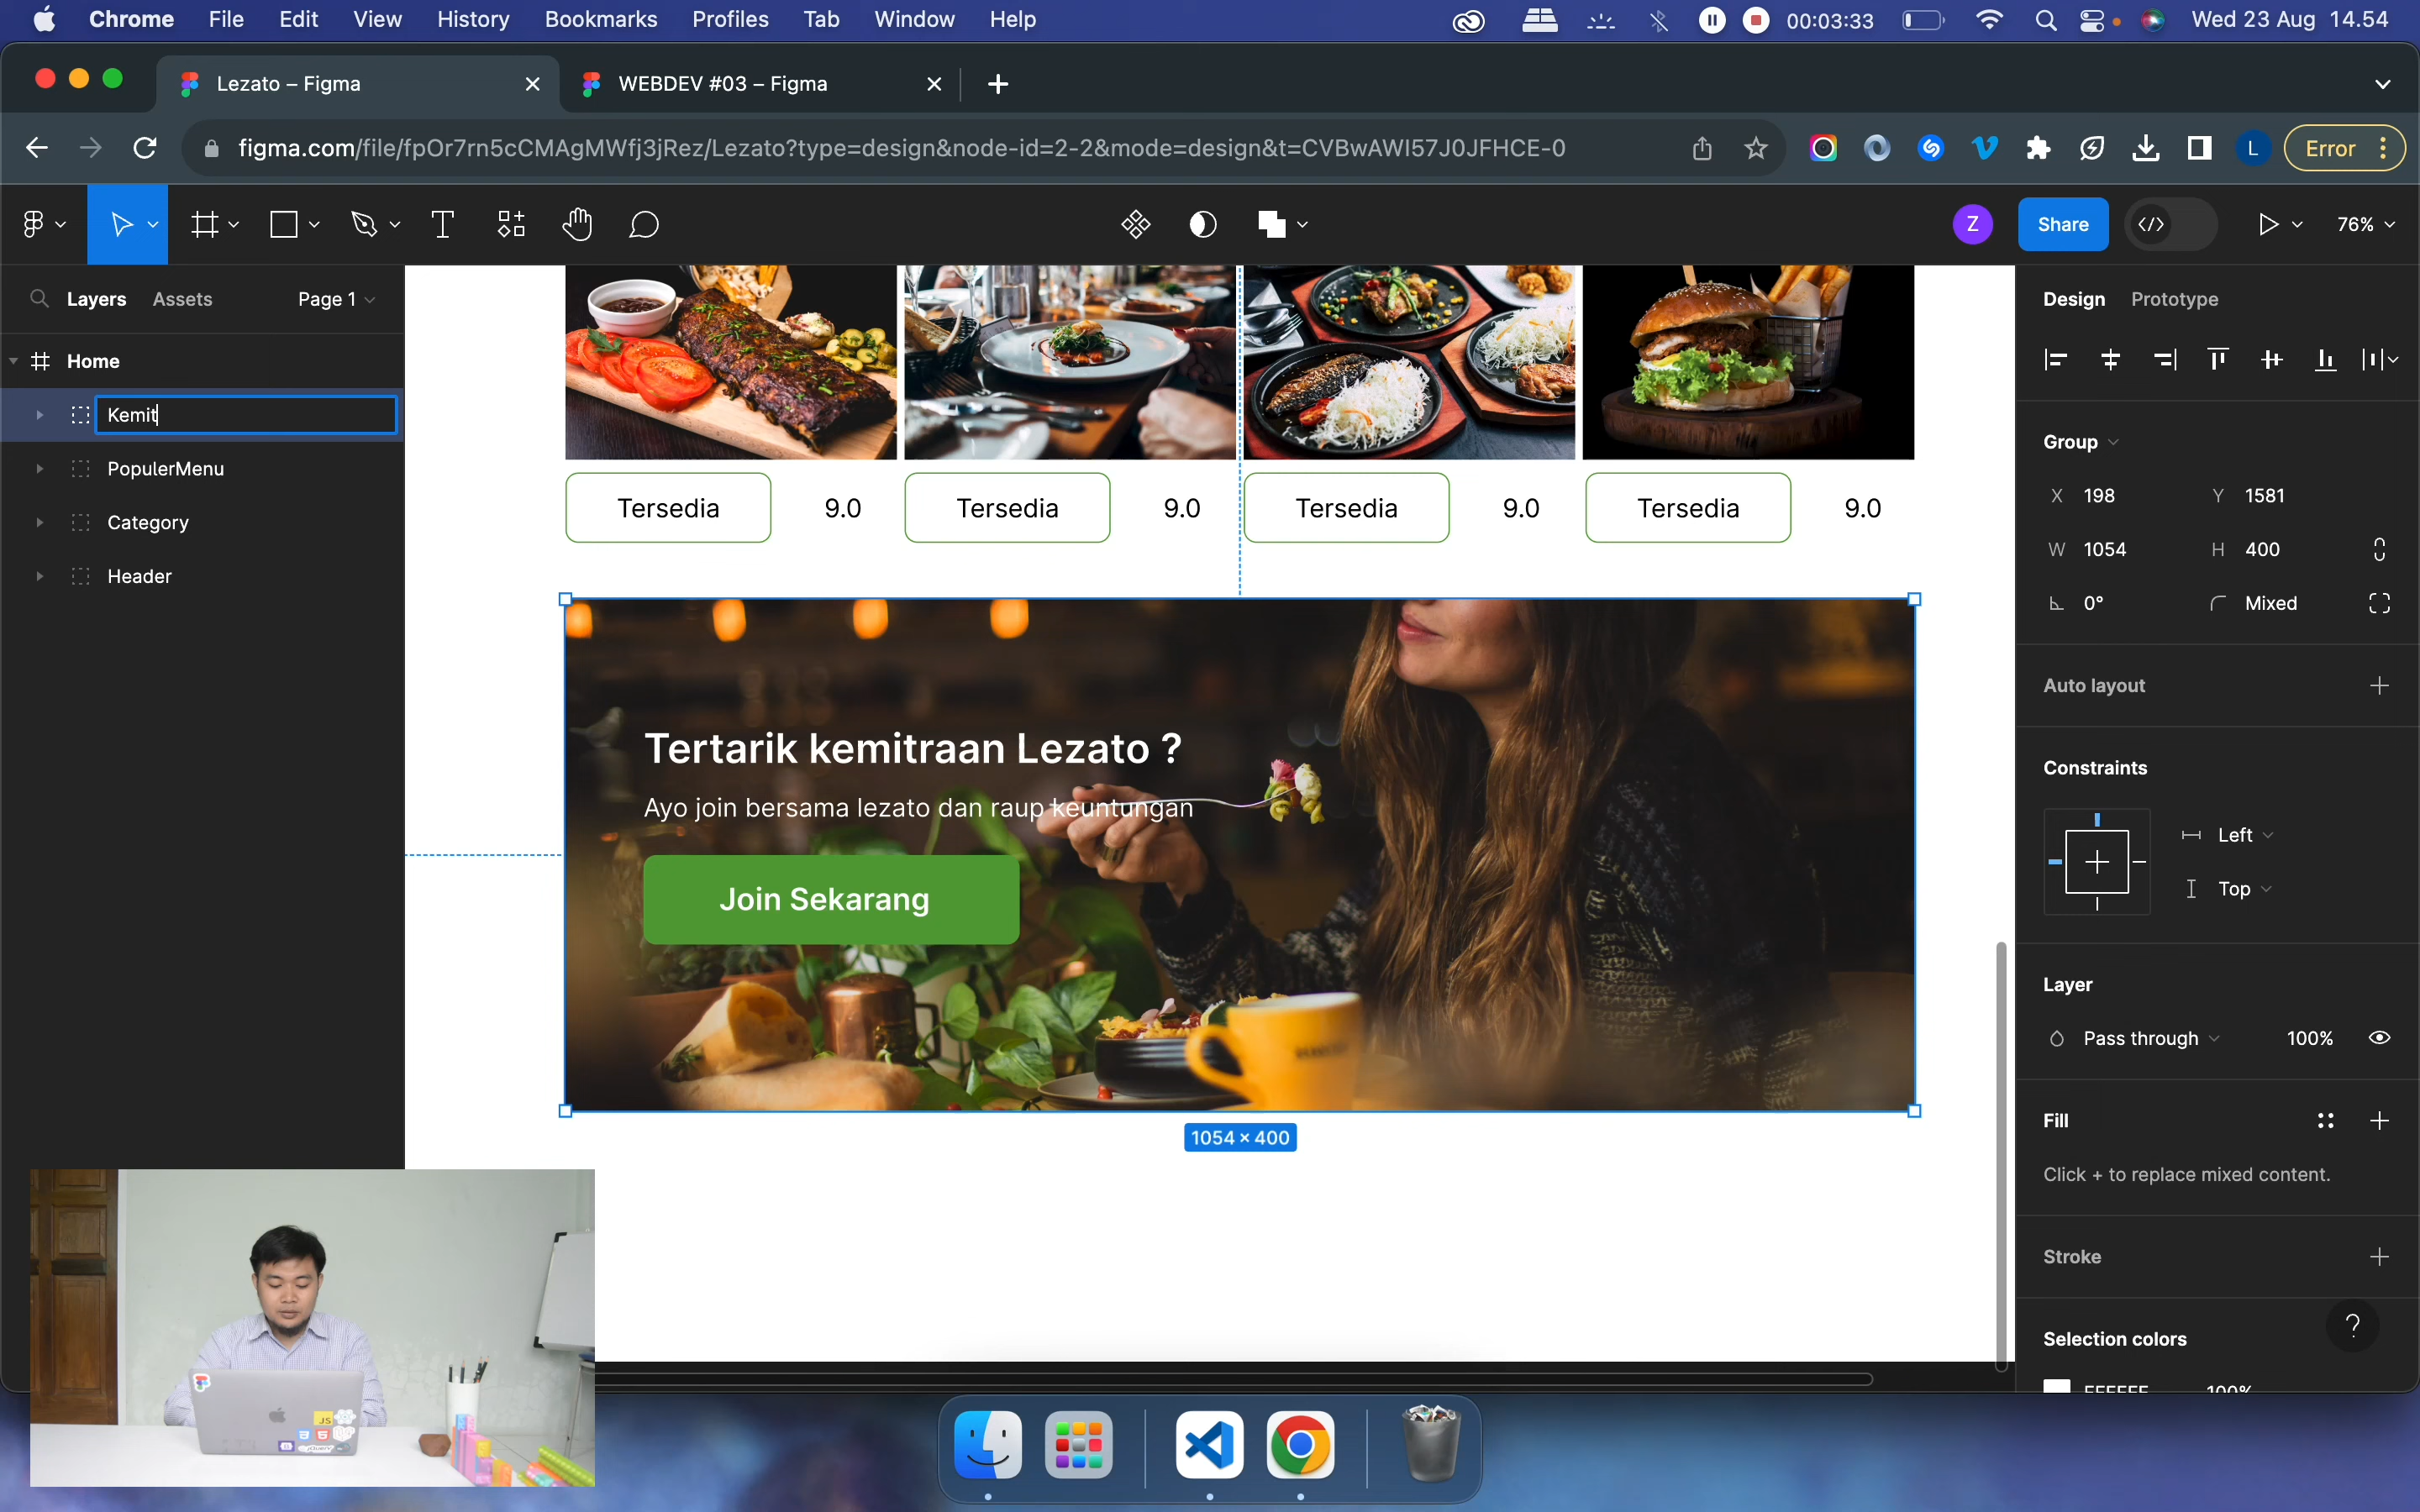 Chrome File Edit View History Bookmarks Profiles Tab Window Help 00:03:33 Wed 23 Aug 14.54
Lezato – Figma
WEBDEV #03 – Figma
figma.com/file/fpOr7rn5cCMAgMWfj3jRez/Lezato?type=design&node-id=2-2&mode=design&t=CVBwAWI57J0JFHCE-0
L
Error
Z
Share
76%
Layers Assets Page 1
Home
Kemit
PopulerMenu
Category
Header
Tersedia 9.0 Tersedia 9.0 Tersedia 9.0 Tersedia 9.0
Tertarik kemitraan Lezato ?
Ayo join bersama lezato dan raup keuntungan
Join Sekarang
1054 × 400
Design Prototype
Group
X 198 Y 1581
W 1054 H 400
0° Mixed
Auto layout
Constraints
Left
Top
Layer
Pass through 100%
Fill
Click + to replace mixed content.
Stroke
Selection colors
?
JS